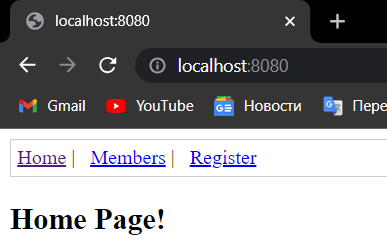 localhost:8080
localhost:8080
Gmail YouTube Новости Пере
Home | Members | Register
Home Page!